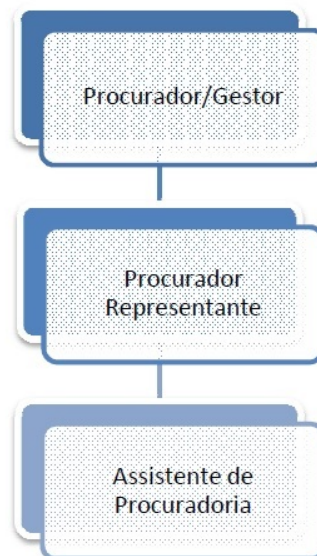 Procurador/Gestor
Procurador
Representante
Assistente de
Procuradoria